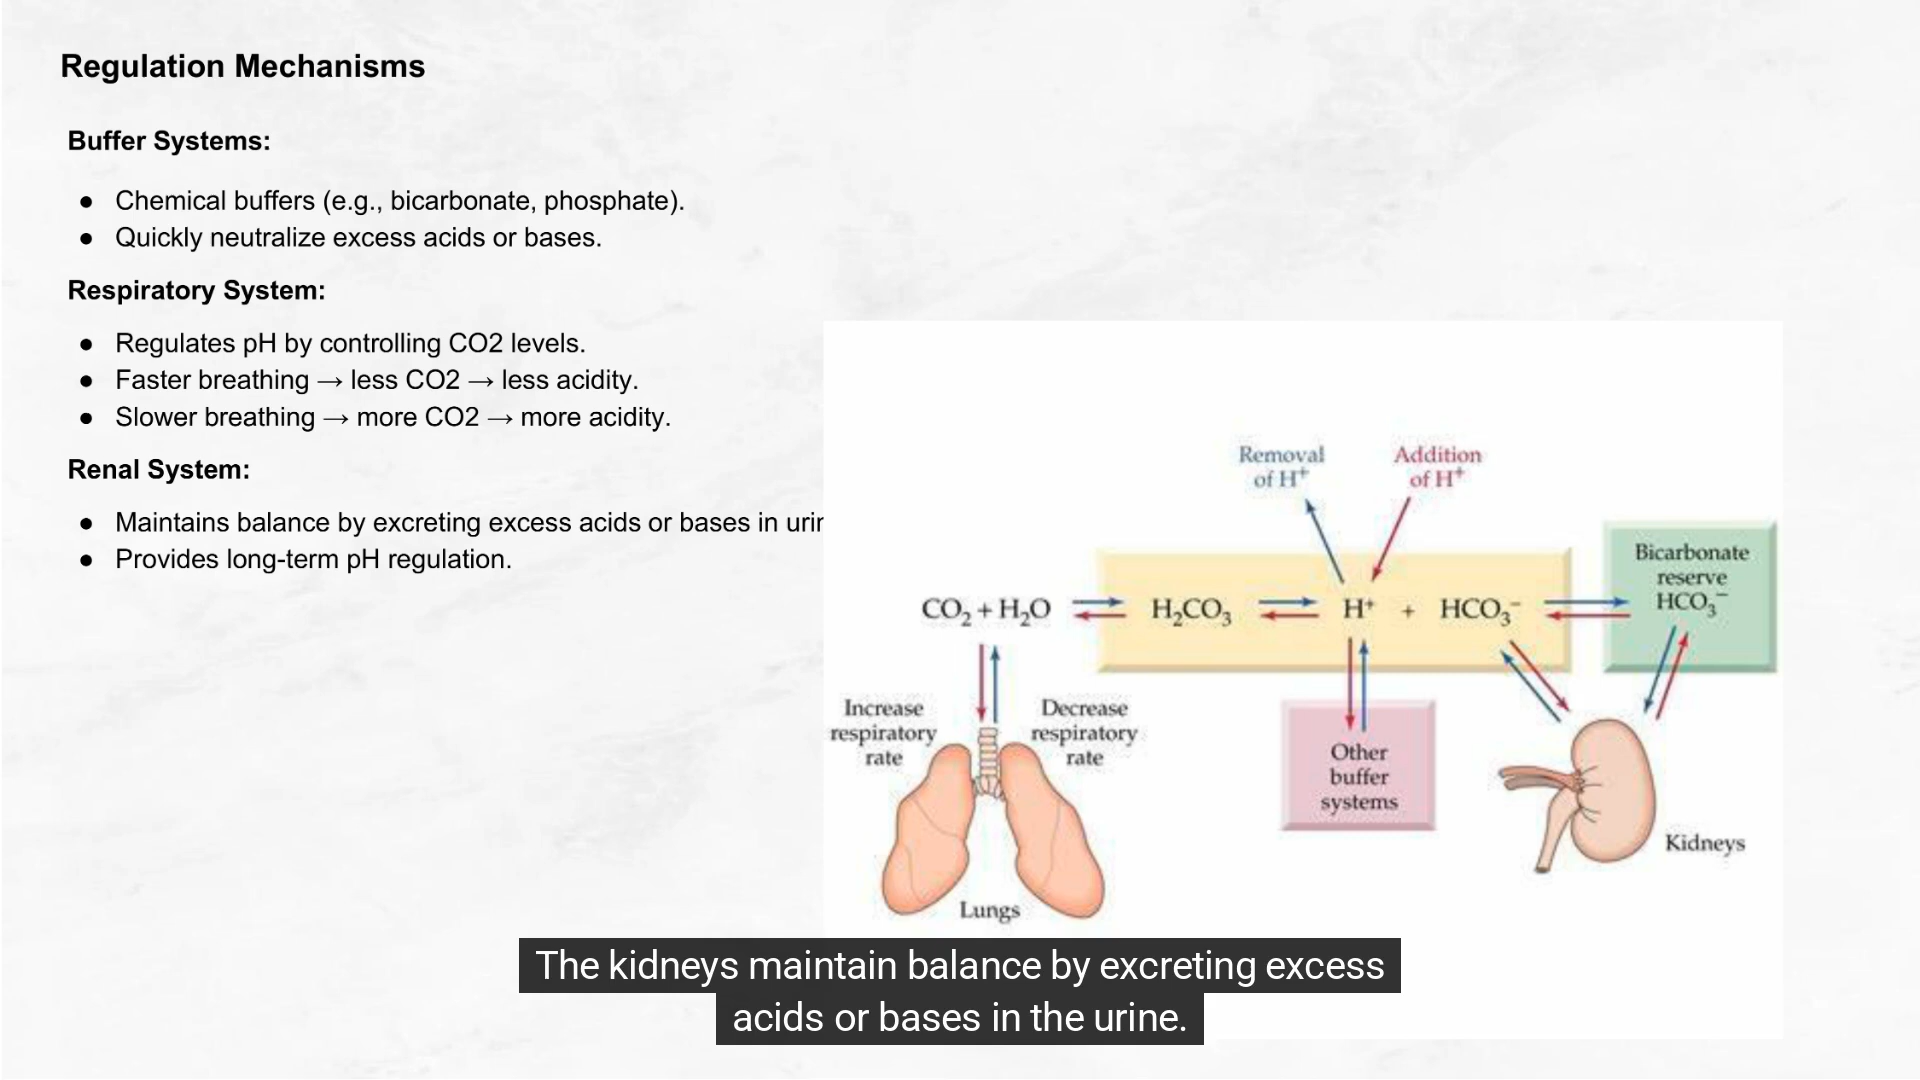 Regulation Mechanisms
Buffer Systems:
● Chemical buffers (e.g., bicarbonate, phosphate).
● Quickly neutralize excess acids or bases.
Respiratory System:
● Regulates pH by controlling CO2 levels.
● Faster breathing → less CO2 → less acidity.
● Slower breathing → more CO2 → more acidity.
Renal System:
● Maintains balance by excreting excess acids or bases in urin
● Provides long-term pH regulation.
Removal
of H⁺
Addition
of H⁺
CO₂ + H₂O
H₂CO₃
H⁺ + HCO₃⁻
Bicarbonate
reserve
HCO₃⁻
Increase
respiratory
rate
Decrease
respiratory
rate
Other
buffer
systems
Lungs
Kidneys
The kidneys maintain balance by excreting excess
acids or bases in the urine.